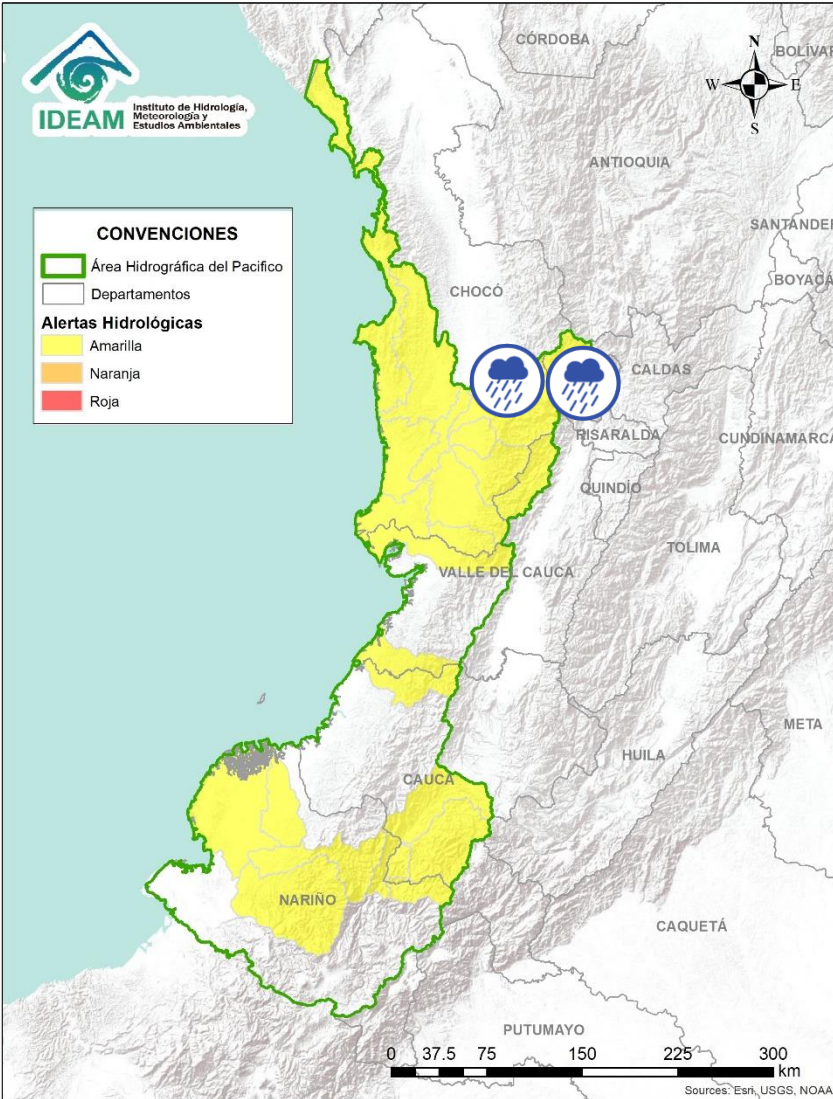 IDEAM
Instituto de Hidrología,
Meteorología y
Estudios Ambientales
CÓRDOBA
BOLÍVAR
N
W
E
S
ANTIOQUIA
SANTANDER
BOYACÁ
CONVENCIONES
Área Hidrográfica del Pacifico
Departamentos
Alertas Hidrológicas
Amarilla
Naranja
Roja
CHOCÓ
CALDAS
RISARALDA
CUNDINAMARCA
QUINDÍO
TOLIMA
VALLE DEL CAUCA
META
HUILA
CAUCA
NARIÑO
CAQUETÁ
PUTUMAYO
0 37.5 75 150 225 300
km
Sources: Esri, USGS, NOAA